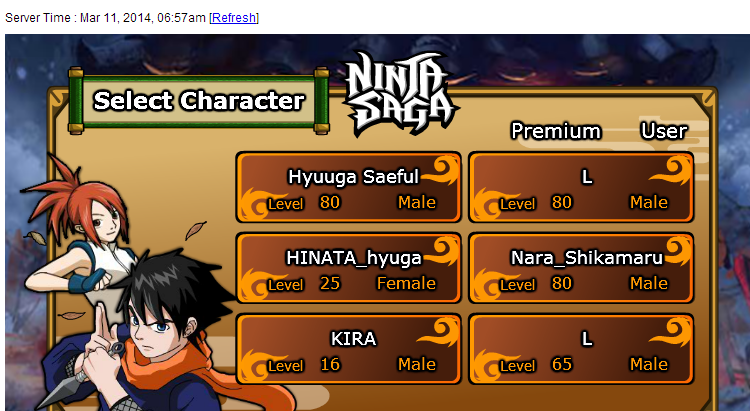 Server Time : Mar 11, 2014, 06:57am [Refresh]
Select Character
NINJA
SAGA
Premium User
Hyuuga Saeful
Level 80 Male
L
Level 80 Male
HINATA_hyuga
Level 25 Female
Nara_Shikamaru
Level 80 Male
KIRA
Level 16 Male
L
Level 65 Male